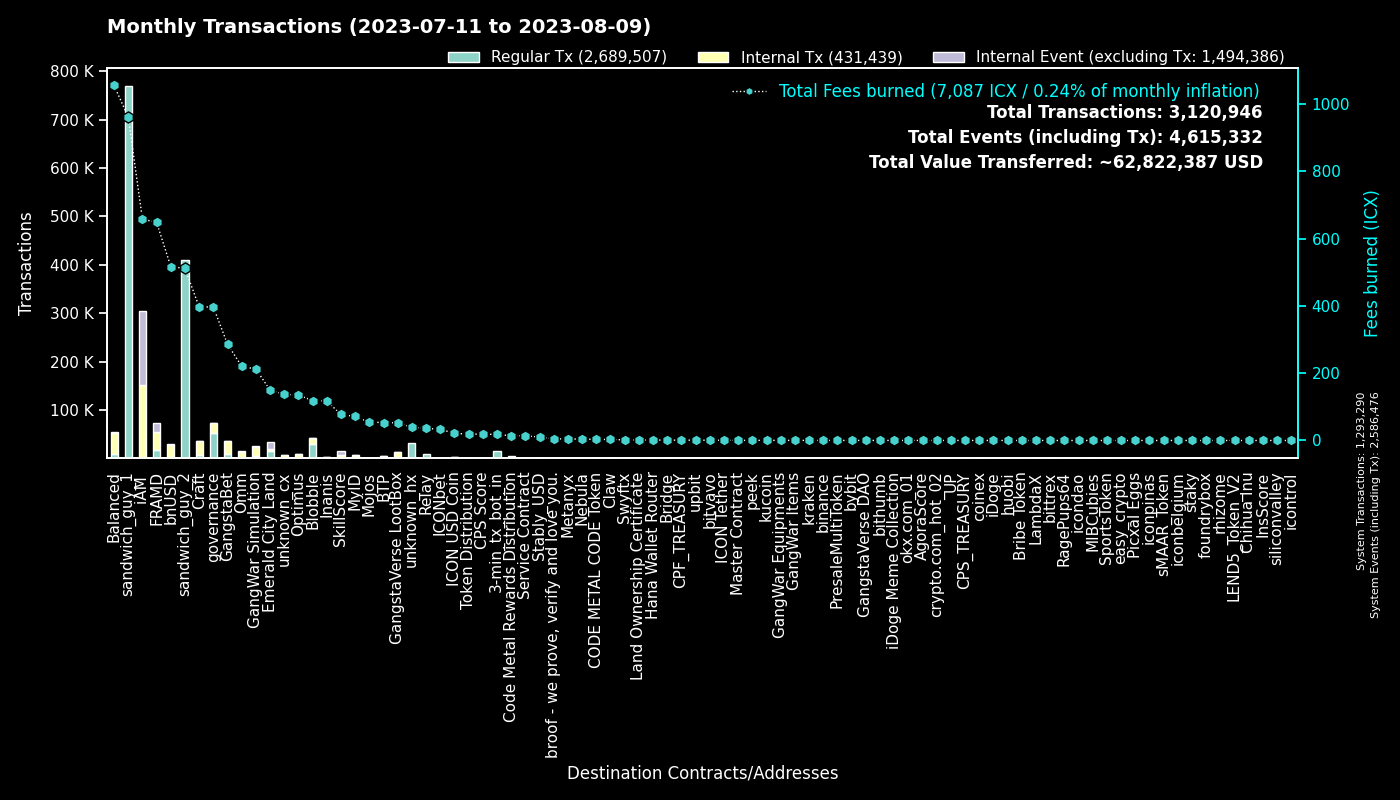 Monthly Transactions (2023-07-11 to 2023-08-09)
Regular Tx (2,689,507)
Internal Tx (431,439)
Internal Event (excluding Tx: 1,494,386)
Total Fees burned (7,087 ICX / 0.24% of monthly inflation)
Total Transactions: 3,120,946
Total Events (including Tx): 4,615,332
Total Value Transferred: ~62,822,387 USD
Transactions
800 K
700 K
600 K
500 K
400 K
300 K
200 K
100 K
1000
800
600
400
200
0
Fees burned (ICX)
System Transactions: 1,293,290
System Events (including Tx): 2,586,476
Balanced
sandwich_guy_1
iAM
FRAMD
bnUSD
sandwich_guy_2
Craft
governance
GangstaBet
Omm
GangWar Simulation
Emerald City Land
unknown_cx
Optimus
Blobble
Inanis
SkillScore
MyID
Mojos
BTP
GangstaVerse LootBox
unknown_hx
Relay
ICONbet
ICON_USD Coin
Token Distribution
CPS Score
3-min_tx_bot_in
Code Metal Rewards Distribution
Service Contract
Stably_USD
broof - we prove, verify and love you.
Metanyx
Nebula
CODE METAL CODE Token
Claw
Swyftx
Land Ownership Certificate
Hana Wallet Router
Bridge
CPF_TREASURY
upbit
bitvavo
ICON Tether
Master Contract
peek
kucoin
GangWar Equipments
GangWar Items
kraken
binance
PresaleMultiToken
bybit
GangstaVerse DAO
bithumb
iDoge Meme Collection
okx.com_01
AgoraScore
crypto.com_hot_02
UP
CPS_TREASURY
coinex
iDoge
huobi
Bribe Token
LambdaX
bittrex
RagePups64
icondao
MIBCubies
SportsToken
easy_crypto
Pixxal Eggs
iconpinas
sMAAR_Token
iconbelgium
staky
foundrybox
rhizome
LEND5_Token_V2
Chihua-Inu
InsScore
siliconvalley
icontrol
Destination Contracts/Addresses